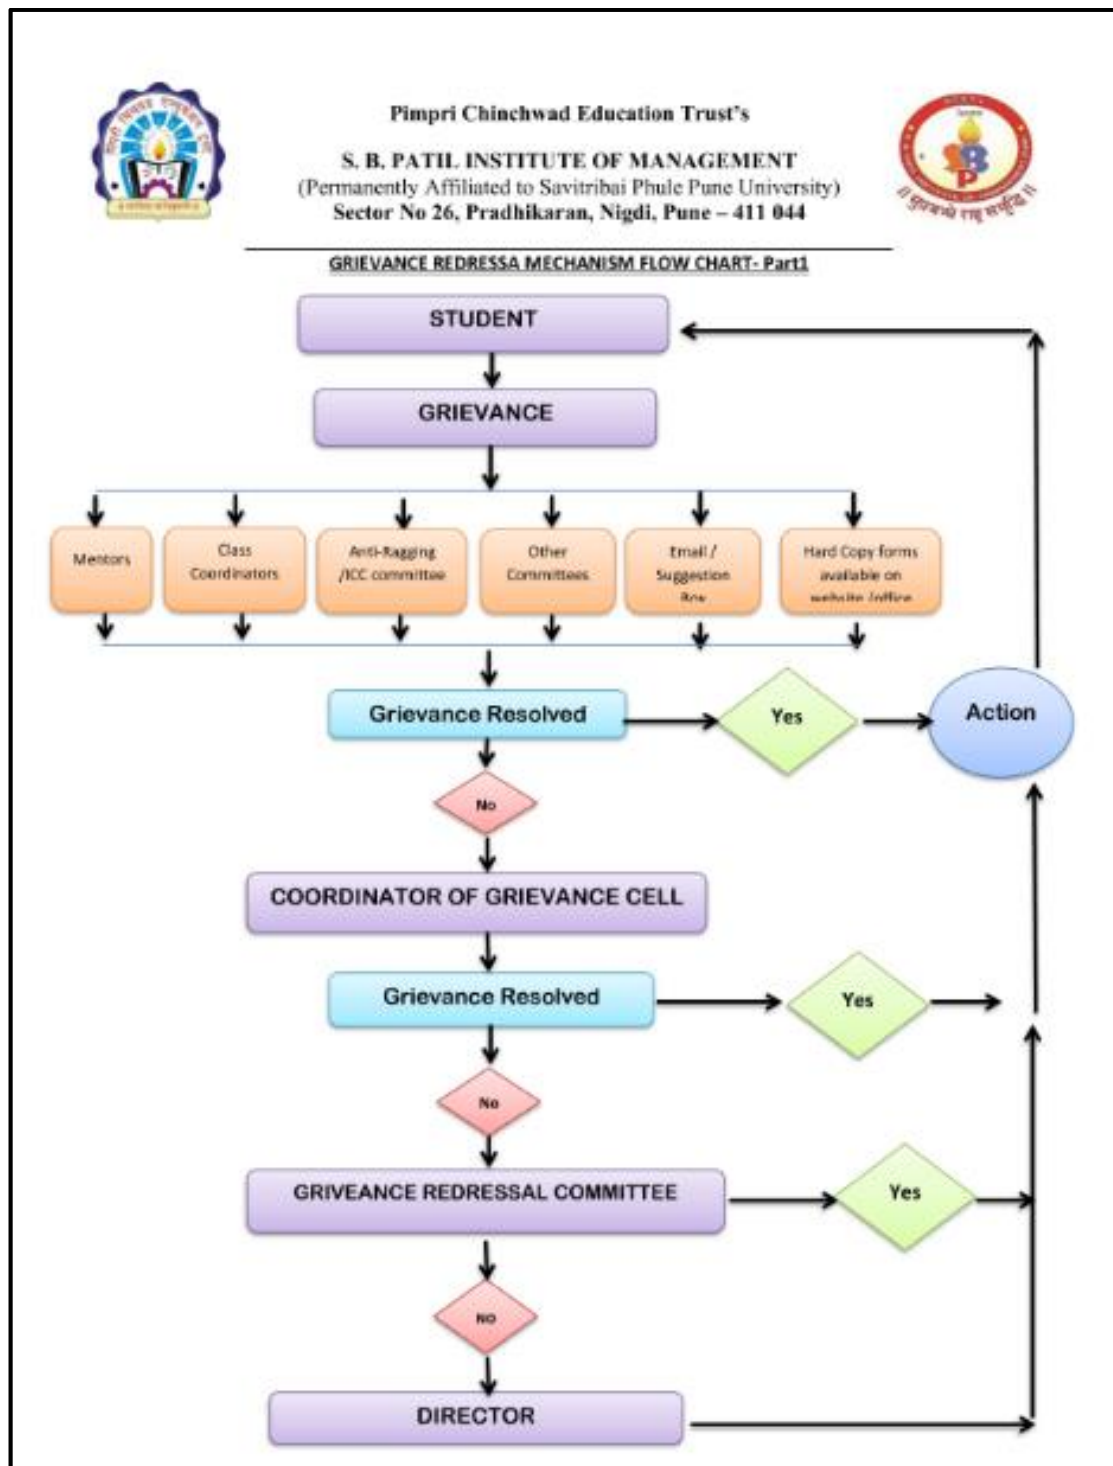 Pimpri Chinchwad Education Trust's
S. B. PATIL INSTITUTE OF MANAGEMENT
(Permanently Affiliated to Savitribai Phule Pune University)
Sector No 26, Pradhikaran, Nigdi, Pune – 411 044
GRIEVANCE REDRESSA MECHANISM FLOW CHART- Part1
STUDENT
GRIEVANCE
Mentors
Class
Coordinators
Anti-Ragging
/ICC committee
Other
Committees
Email /
Suggestion
Box
Hard Copy forms
available on
website /office
Grievance Resolved
Yes
Action
No
COORDINATOR OF GRIEVANCE CELL
Grievance Resolved
Yes
No
GRIVEANCE REDRESSAL COMMITTEE
Yes
NO
DIRECTOR